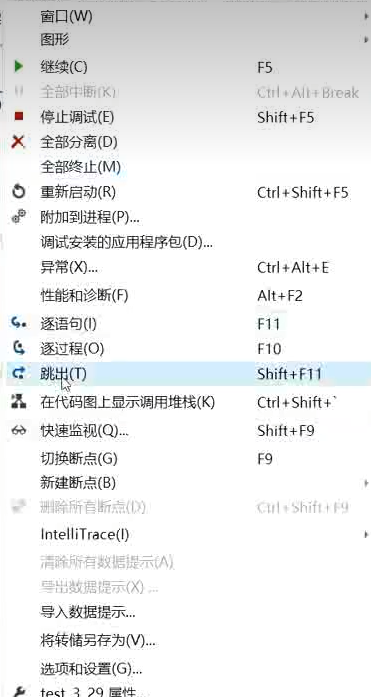 窗口(W)
图形
继续(C) F5
全部中断(K) Ctrl+Alt+Break
停止调试(E) Shift+F5
全部分离(D)
全部终止(M)
重新启动(R) Ctrl+Shift+F5
附加到进程(P)...
调试安装的应用程序包(D)...
异常(X)... Ctrl+Alt+E
性能和诊断(F) Alt+F2
逐语句(I) F11
逐过程(O) F10
跳出(T) Shift+F11
在代码图上显示调用堆栈(K) Ctrl+Shift+`
快速监视(Q)... Shift+F9
切换断点(G) F9
新建断点(B)
删除所有断点(D) Ctrl+Shift+F9
IntelliTrace(I)
清除所有数据提示(A)
导出数据提示(X) ...
导入数据提示...
将转储另存为(V)...
选项和设置(G)...
test_3_29 属性...